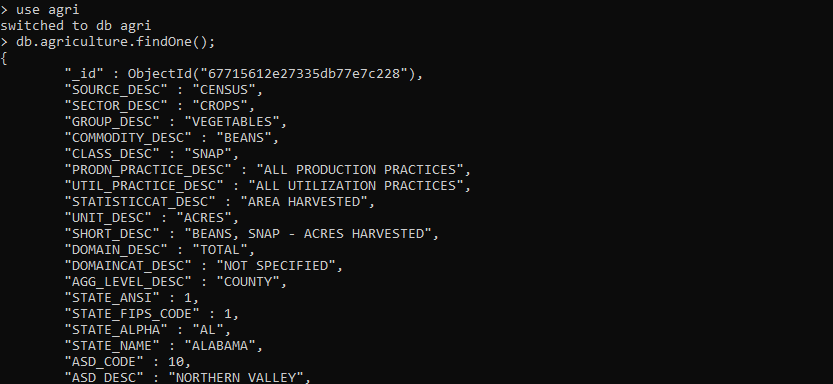 > use agri
switched to db agri
> db.agriculture.findOne();
{
        "_id" : ObjectId("67715612e27335db77e7c228"),
        "SOURCE_DESC" : "CENSUS",
        "SECTOR_DESC" : "CROPS",
        "GROUP_DESC" : "VEGETABLES",
        "COMMODITY_DESC" : "BEANS",
        "CLASS_DESC" : "SNAP",
        "PRODN_PRACTICE_DESC" : "ALL PRODUCTION PRACTICES",
        "UTIL_PRACTICE_DESC" : "ALL UTILIZATION PRACTICES",
        "STATISTICCAT_DESC" : "AREA HARVESTED",
        "UNIT_DESC" : "ACRES",
        "SHORT_DESC" : "BEANS, SNAP - ACRES HARVESTED",
        "DOMAIN_DESC" : "TOTAL",
        "DOMAINCAT_DESC" : "NOT SPECIFIED",
        "AGG_LEVEL_DESC" : "COUNTY",
        "STATE_ANSI" : 1,
        "STATE_FIPS_CODE" : 1,
        "STATE_ALPHA" : "AL",
        "STATE_NAME" : "ALABAMA",
        "ASD_CODE" : 10,
        "ASD_DESC" : "NORTHERN VALLEY",